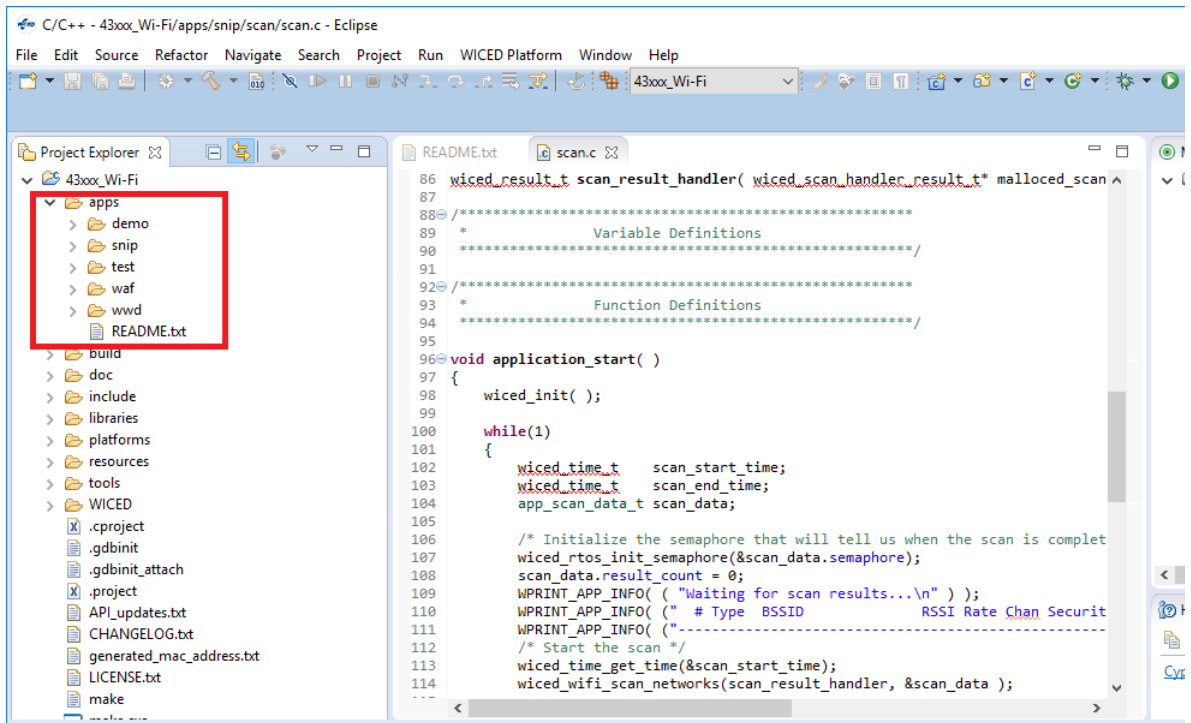 C/C++ - 43xxx_Wi-Fi/apps/snip/scan/scan.c - Eclipse
File Edit Source Refactor Navigate Search Project Run WICED Platform Window Help
010 43xxx_Wi-Fi
Project Explorer
43xxx_Wi-Fi
apps
demo
snip
test
waf
wwd
README.txt
build
doc
include
libraries
platforms
resources
tools
WICED
.cproject
.gdbinit
.gdbinit_attach
.project
API_updates.txt
CHANGELOG.txt
generated_mac_address.txt
LICENSE.txt
make
README.txt scan.c
86 wiced_result_t scan_result_handler( wiced_scan_handler_result_t* malloced_scan
87
88 /****************************************************
89  *               Variable Definitions
90  ****************************************************/
91
92 /****************************************************
93  *               Function Definitions
94  ****************************************************/
95
96 void application_start( )
97 {
98     wiced_init( );
99
100     while(1)
101     {
102         wiced_time_t    scan_start_time;
103         wiced_time_t    scan_end_time;
104         app_scan_data_t scan_data;
105
106         /* Initialize the semaphore that will tell us when the scan is complet
107         wiced_rtos_init_semaphore(&scan_data.semaphore);
108         scan_data.result_count = 0;
109         WPRINT_APP_INFO( ( "Waiting for scan results...\n" ) );
110         WPRINT_APP_INFO( ("  # Type  BSSID              RSSI Rate Chan Securit
111         WPRINT_APP_INFO( ("---------------------------------------------------
112         /* Start the scan */
113         wiced_time_get_time(&scan_start_time);
114         wiced_wifi_scan_networks(scan_result_handler, &scan_data );
Cyp